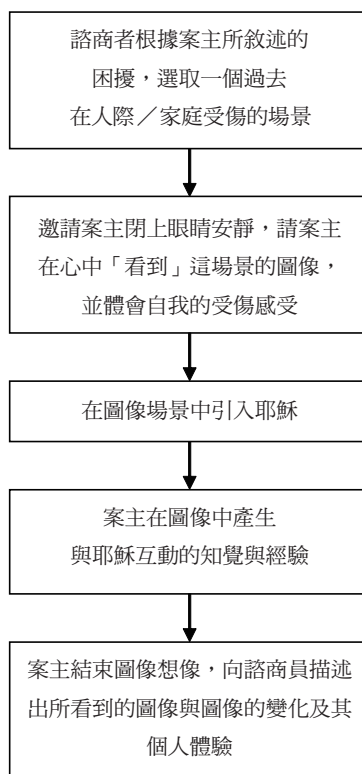 諮商者根據案主所敘述的
困擾，選取一個過去
在人際／家庭受傷的場景
邀請案主閉上眼睛安靜，請案主
在心中「看到」這場景的圖像，
並體會自我的受傷感受
在圖像場景中引入耶穌
案主在圖像中產生
與耶穌互動的知覺與經驗
案主結束圖像想像，向諮商員描述
出所看到的圖像與圖像的變化及其
個人體驗